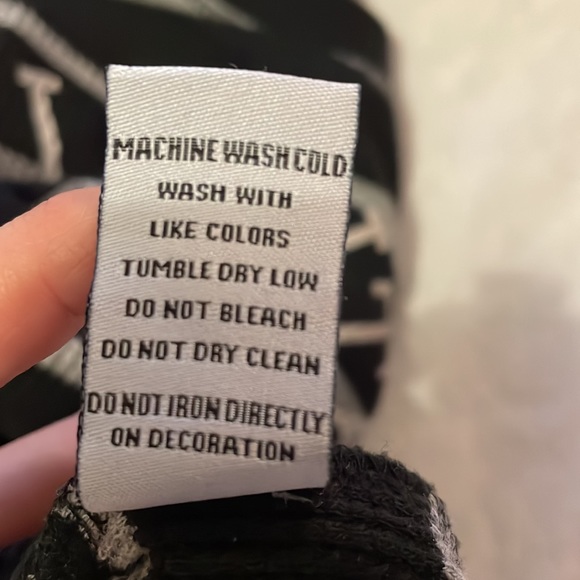 MACHINE WASH COLD
WASH WITH
LIKE COLORS
TUMBLE DRY LOW
DO NOT BLEACH
DO NOT DRY CLEAN
DO NOT IRON DIRECTLY
ON DECORATION